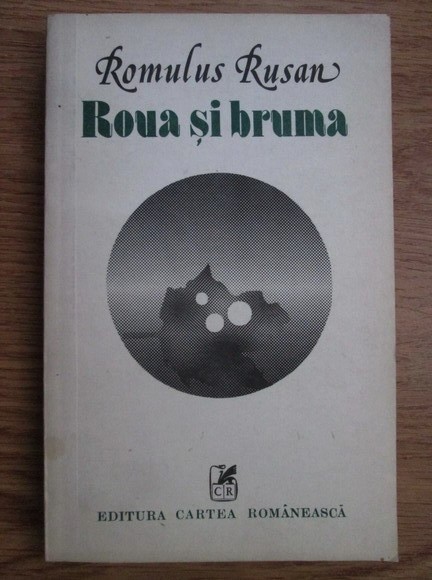 Romulus Rusan
Roua și bruma
CR
EDITURA CARTEA ROMÂNEASCĂ